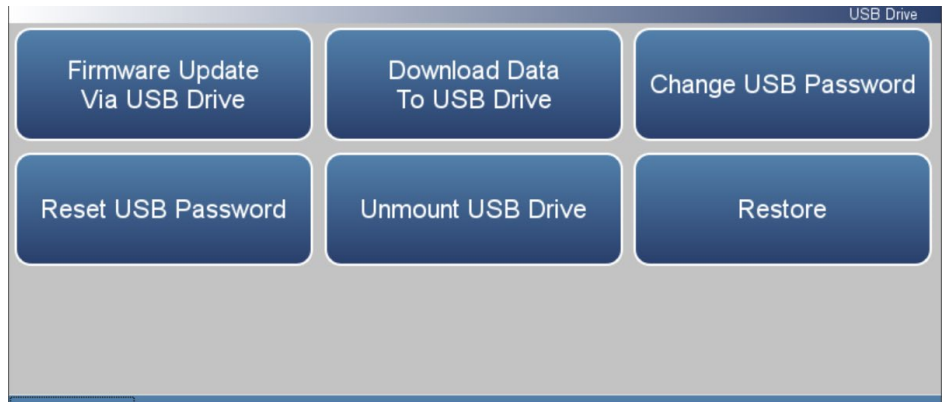 USB Drive
Firmware Update
Via USB Drive
Download Data
To USB Drive
Change USB Password
Reset USB Password
Unmount USB Drive
Restore